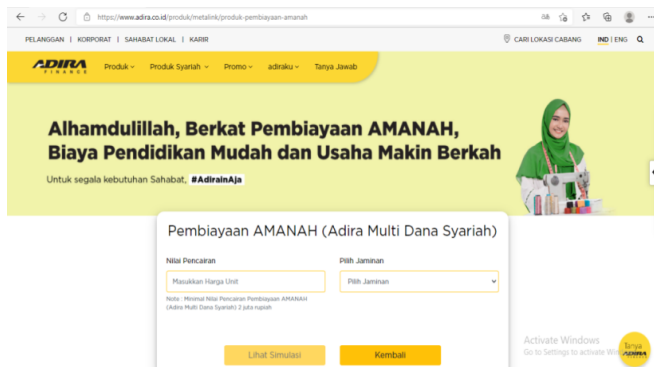 https://www.adira.co.id/produk/metalink/produk-pembiayaan-amanah
PELANGGAN | KORPORAT | SAHABAT LOKAL | KARIR
CARI LOKASI CABANG IND | ENG
ADIRA
FINANCE
Produk Produk Syariah Promo adiraku Tanya Jawab
Alhamdulillah, Berkat Pembiayaan AMANAH,
Biaya Pendidikan Mudah dan Usaha Makin Berkah
Untuk segala kebutuhan Sahabat, #AdirainAja
Pembiayaan AMANAH (Adira Multi Dana Syariah)
Nilai Pencairan Pilih Jaminan
Masukkan Harga Unit Pilih Jaminan
Note : Minimal Nilai Pencairan Pembiayaan AMANAH
(Adira Multi Dana Syariah) 2 juta rupiah
Lihat Simulasi Kembali
Activate Windows
Go to Settings to activate
Tanya
ADIRA